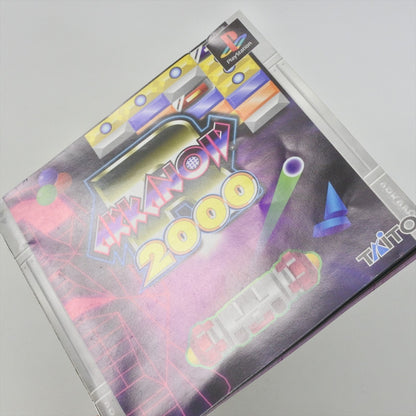 PlayStation
ARKANOID
R
2000
TAITO